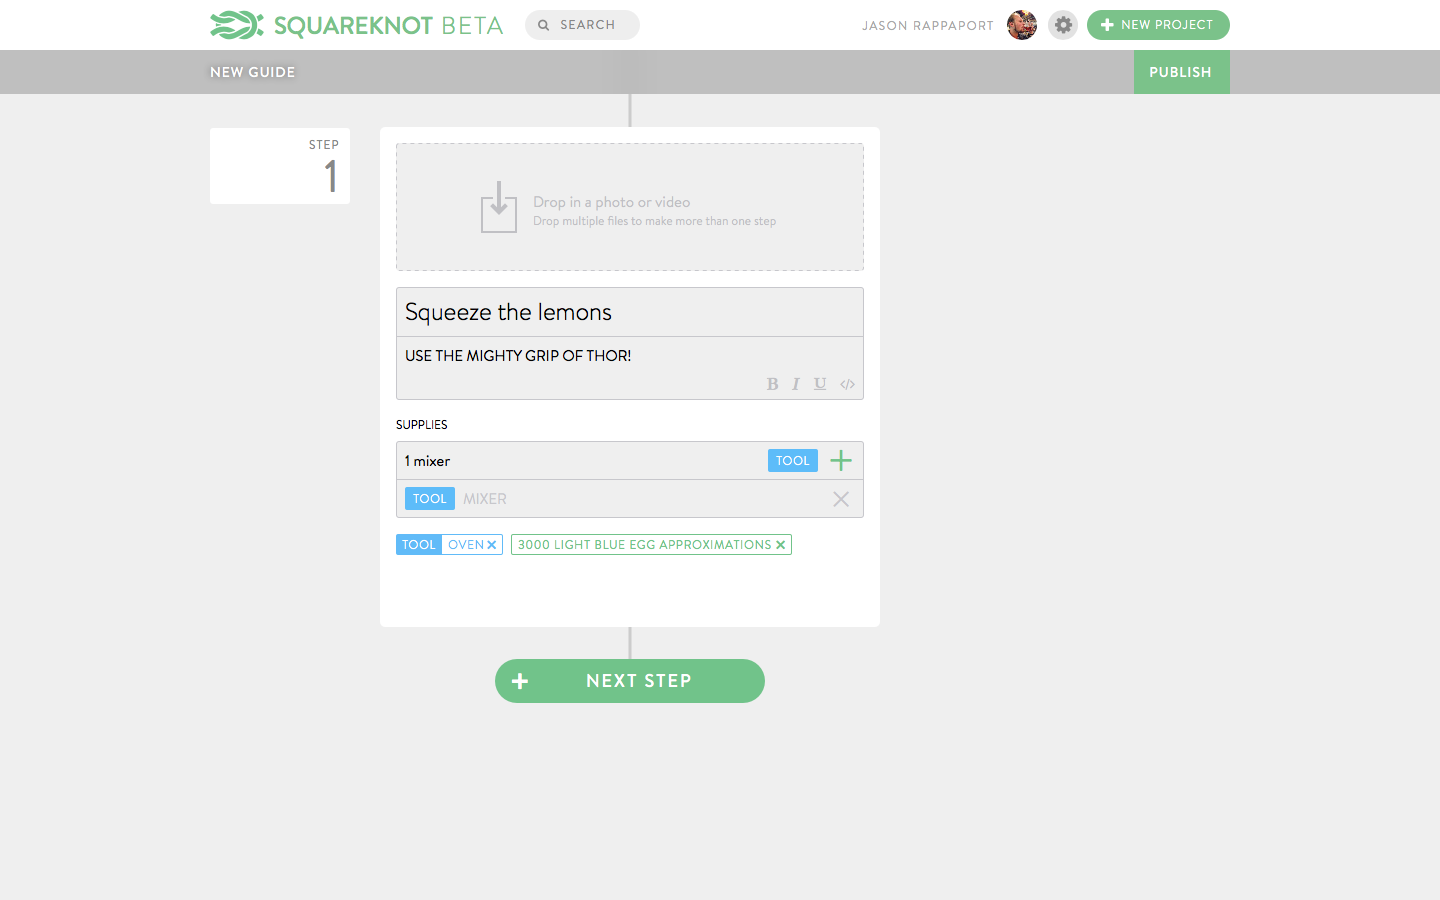 SQUAREKNOT BETA
SEARCH
JASON RAPPAPORT
NEW PROJECT
NEW GUIDE
PUBLISH
STEP
1
Drop in a photo or video
Drop multiple files to make more than one step
Squeeze the lemons
USE THE MIGHTY GRIP OF THOR!
B I U </>
SUPPLIES
1 mixer TOOL
TOOL MIXER
TOOL OVEN 3000 LIGHT BLUE EGG APPROXIMATIONS
NEXT STEP